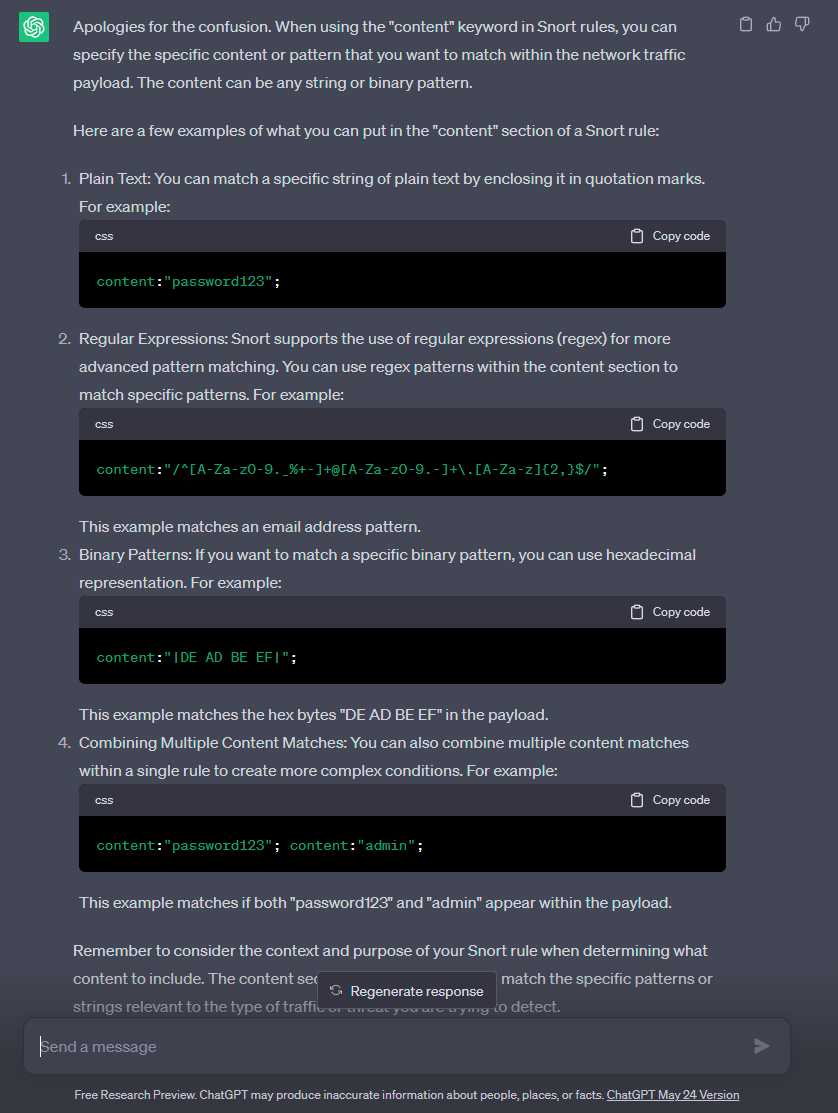 Apologies for the confusion. When using the "content" keyword in Snort rules, you can
specify the specific content or pattern that you want to match within the network traffic
payload. The content can be any string or binary pattern.
Here are a few examples of what you can put in the "content" section of a Snort rule:
1. Plain Text: You can match a specific string of plain text by enclosing it in quotation marks.
For example:
css Copy code
content:"password123";
2. Regular Expressions: Snort supports the use of regular expressions (regex) for more
advanced pattern matching. You can use regex patterns within the content section to
match specific patterns. For example:
css Copy code
content:"/^[A-Za-z0-9._%+-]+@[A-Za-z0-9.-]+\.[A-Za-z]{2,}$/";
This example matches an email address pattern.
3. Binary Patterns: If you want to match a specific binary pattern, you can use hexadecimal
representation. For example:
css Copy code
content:"|DE AD BE EF|";
This example matches the hex bytes "DE AD BE EF" in the payload.
4. Combining Multiple Content Matches: You can also combine multiple content matches
within a single rule to create more complex conditions. For example:
css Copy code
content:"password123"; content:"admin";
This example matches if both "password123" and "admin" appear within the payload.
Remember to consider the context and purpose of your Snort rule when determining what
content to include. The content match the specific patterns or
strings relevant to the type of traffic or threat you are trying to detect.
Regenerate response
Send a message
Free Research Preview. ChatGPT may produce inaccurate information about people, places, or facts. ChatGPT May 24 Version